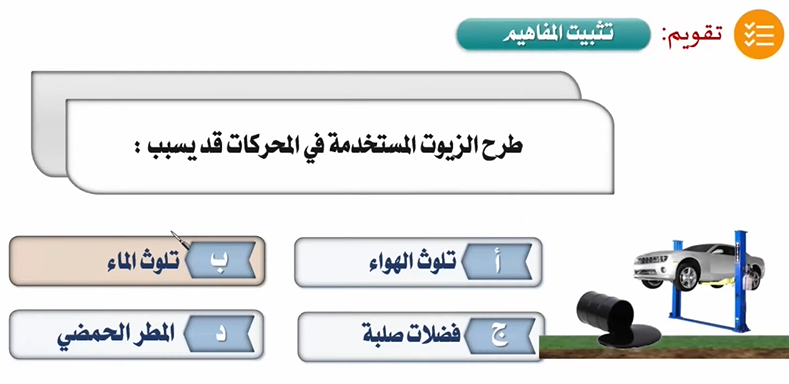 تقويم:
تثبيت المفاهيم
طرح الزيوت المستخدمة في المحركات قد يسبب :
أ تلوث الهواء
ب تلوث الماء
ج فضلات صلبة
د المطر الحمضي